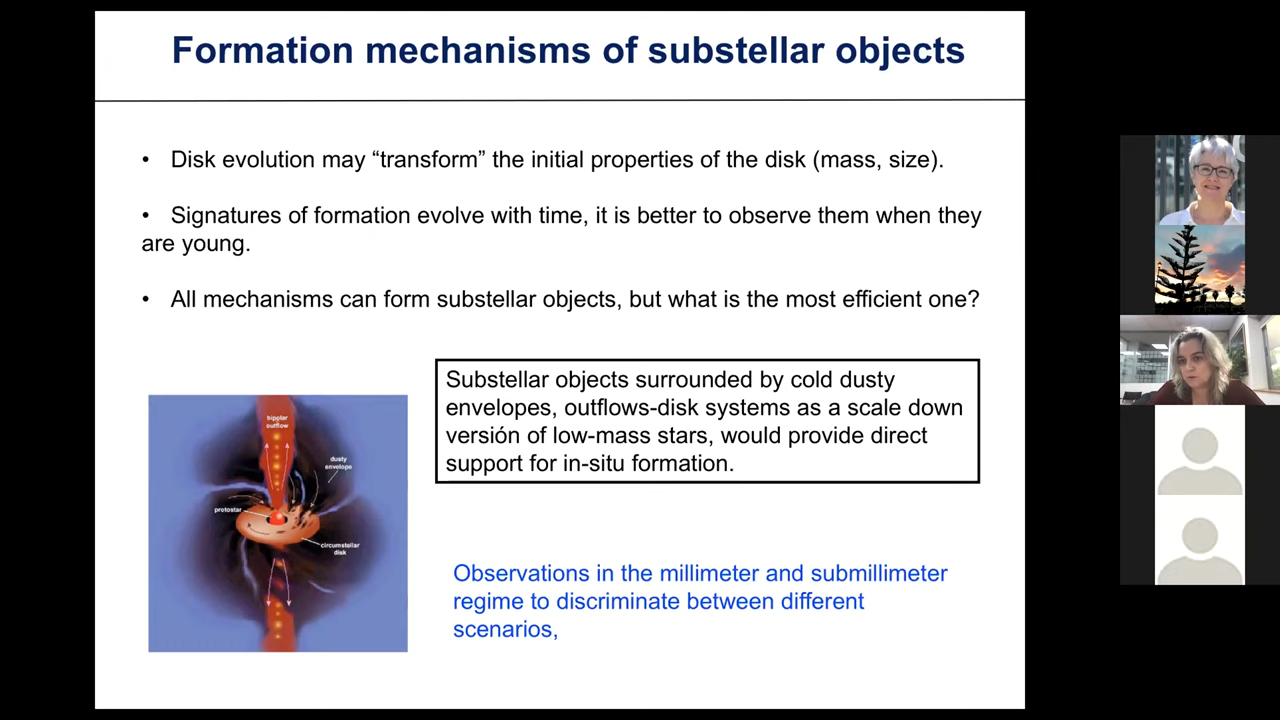 Formation mechanisms of substellar objects
• Disk evolution may “transform” the initial properties of the disk (mass, size).
• Signatures of formation evolve with time, it is better to observe them when they
are young.
• All mechanisms can form substellar objects, but what is the most efficient one?
Substellar objects surrounded by cold dusty
envelopes, outflows-disk systems as a scale down
versión of low-mass stars, would provide direct
support for in-situ formation.
bipolar
outflow
dusty
envelope
protostar
circumstellar
disk
Observations in the millimeter and submillimeter
regime to discriminate between different
scenarios,